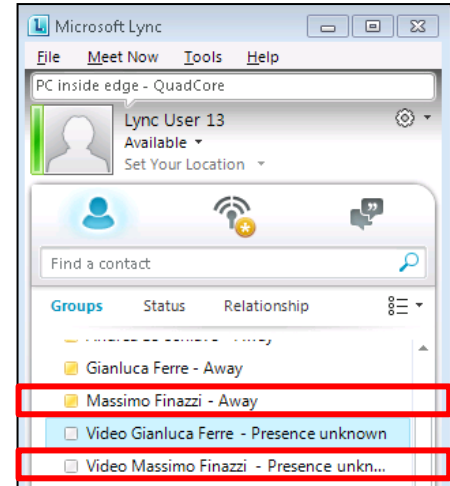 Microsoft Lync
File Meet Now Tools Help
PC inside edge - QuadCore
Lync User 13
Available
Set Your Location
Find a contact
Groups Status Relationship
- Away
Gianluca Ferre - Away
Massimo Finazzi - Away
Video Gianluca Ferre - Presence unknown
Video Massimo Finazzi - Presence unkn...